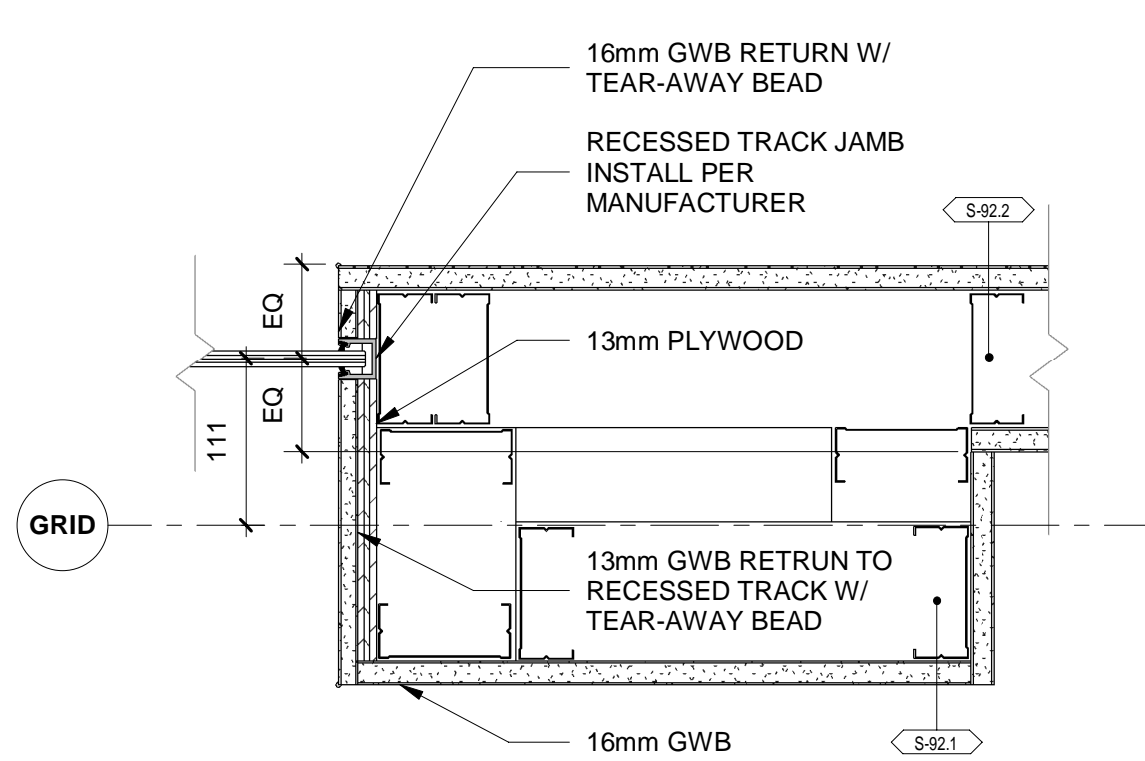 16mm GWB RETURN W/
TEAR-AWAY BEAD
RECESSED TRACK JAMB
INSTALL PER
MANUFACTURER
S-92.2
EQ
13mm PLYWOOD
EQ
111
GRID
13mm GWB RETRUN TO
RECESSED TRACK W/
TEAR-AWAY BEAD
16mm GWB
S-92.1